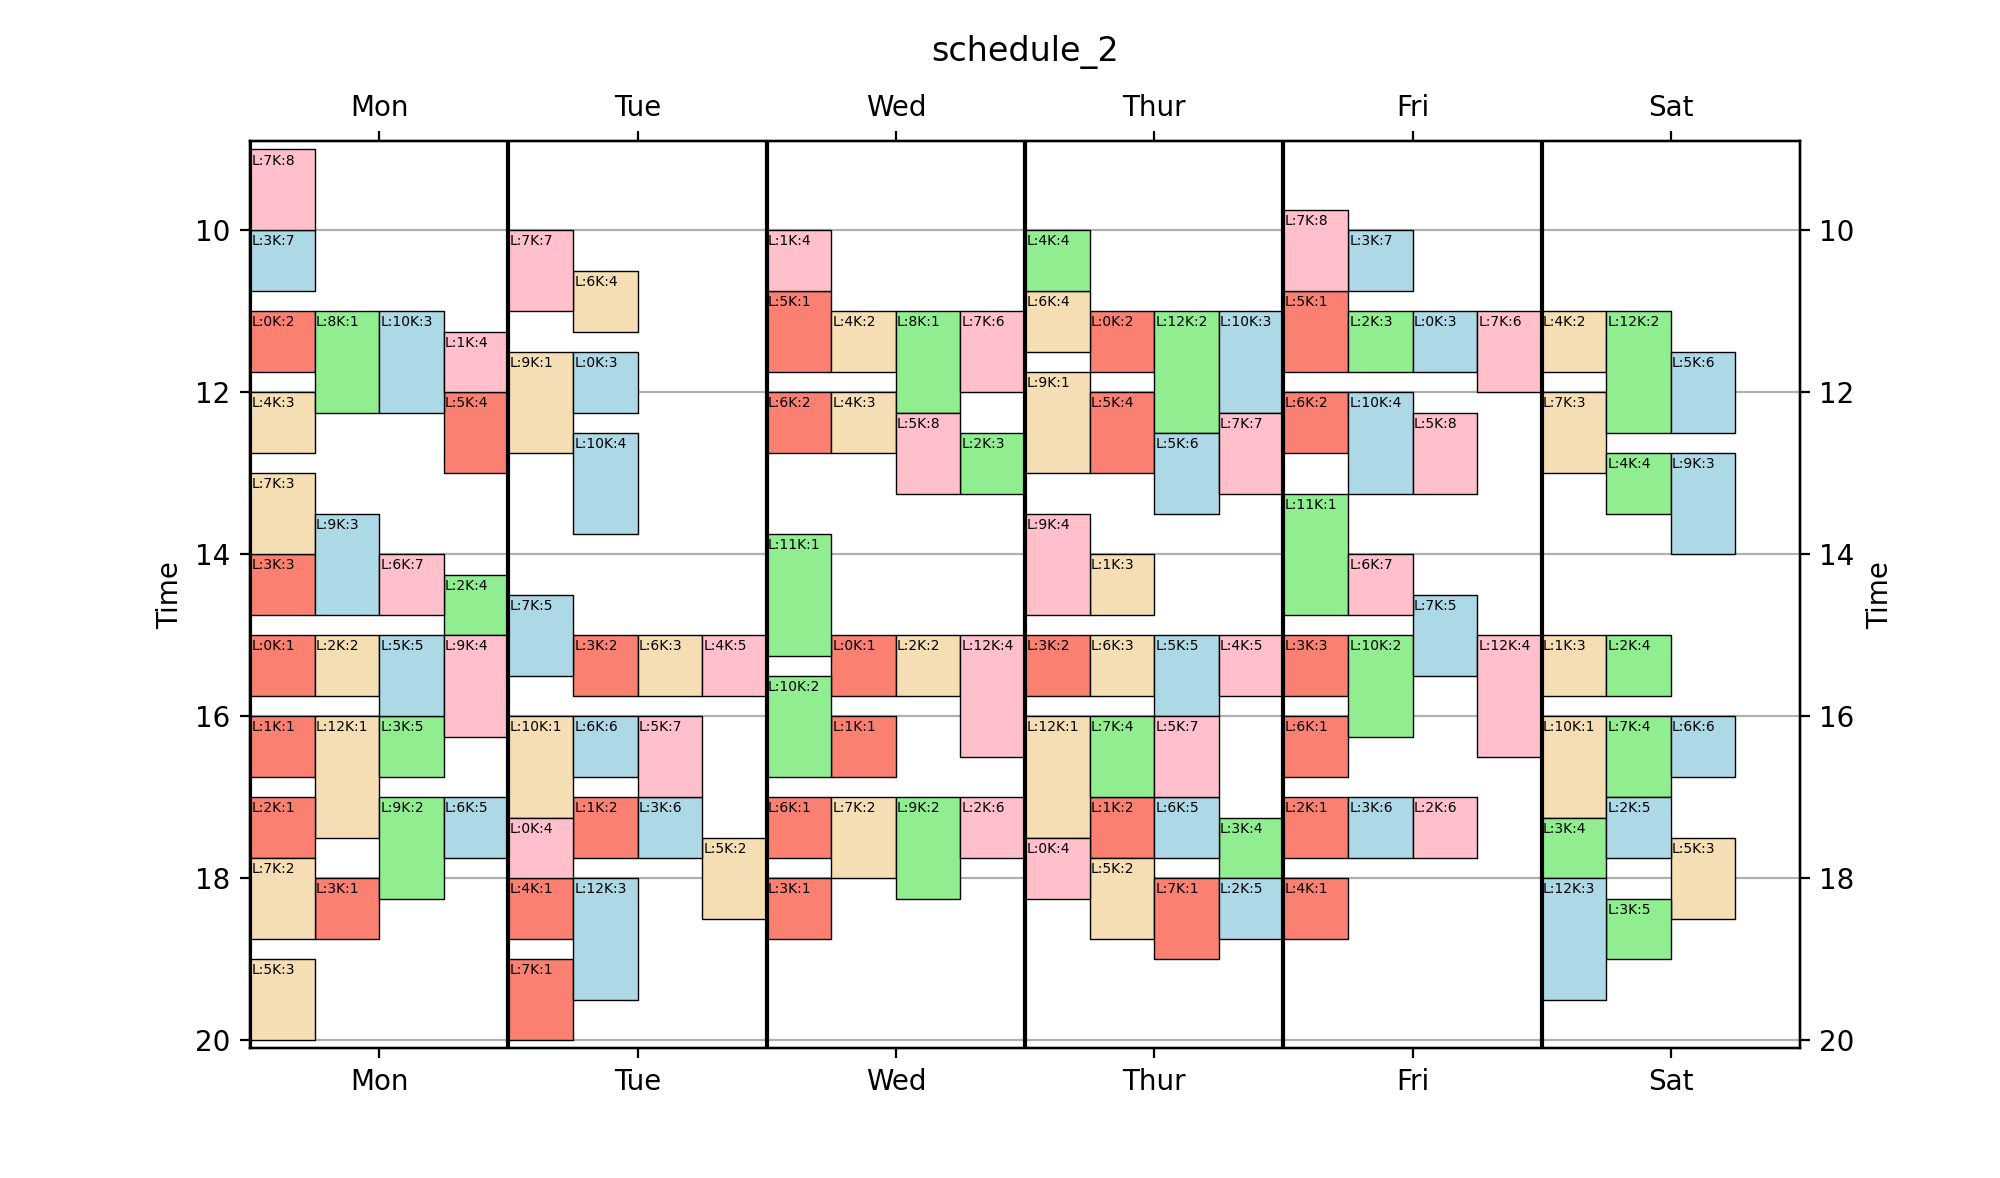 schedule_2
Mon Tue Wed Thur Fri Sat
Time
Time
10 10
12 12
14 14
16 16
18 18
20 20
L:7K:8
L:3K:7
L:0K:2 L:8K:1 L:10K:3
L:1K:4
L:4K:3 L:5K:4
L:7K:3
L:9K:3
L:3K:3 L:6K:7
L:2K:4
L:0K:1 L:2K:2 L:5K:5 L:9K:4
L:1K:1 L:12K:1 L:3K:5
L:2K:1 L:9K:2 L:6K:5
L:7K:2
L:3K:1
L:5K:3
L:7K:7
L:6K:4
L:9K:1 L:0K:3
L:10K:4
L:7K:5
L:3K:2 L:6K:3 L:4K:5
L:10K:1 L:6K:6 L:5K:7
L:1K:2 L:3K:6
L:0K:4
L:5K:2
L:4K:1 L:12K:3
L:7K:1
L:1K:4
L:5K:1
L:4K:2 L:8K:1 L:7K:6
L:6K:2 L:4K:3
L:5K:8
L:2K:3
L:11K:1
L:0K:1 L:2K:2 L:12K:4
L:10K:2
L:1K:1
L:6K:1 L:7K:2 L:9K:2 L:2K:6
L:3K:1
L:4K:4
L:6K:4
L:0K:2 L:12K:2 L:10K:3
L:9K:1
L:5K:4
L:7K:7
L:5K:6
L:9K:4
L:1K:3
L:3K:2 L:6K:3 L:5K:5 L:4K:5
L:12K:1 L:7K:4 L:5K:7
L:1K:2 L:6K:5
L:3K:4
L:0K:4
L:5K:2
L:7K:1 L:2K:5
L:7K:8
L:3K:7
L:5K:1
L:2K:3 L:0K:3 L:7K:6
L:6K:2 L:10K:4
L:5K:8
L:11K:1
L:6K:7
L:7K:5
L:3K:3 L:10K:2 L:12K:4
L:6K:1
L:2K:1 L:3K:6 L:2K:6
L:4K:1
L:4K:2 L:12K:2
L:5K:6
L:7K:3
L:4K:4 L:9K:3
L:1K:3 L:2K:4
L:10K:1 L:7K:4 L:6K:6
L:2K:5
L:3K:4
L:5K:3
L:12K:3
L:3K:5
Mon Tue Wed Thur Fri Sat